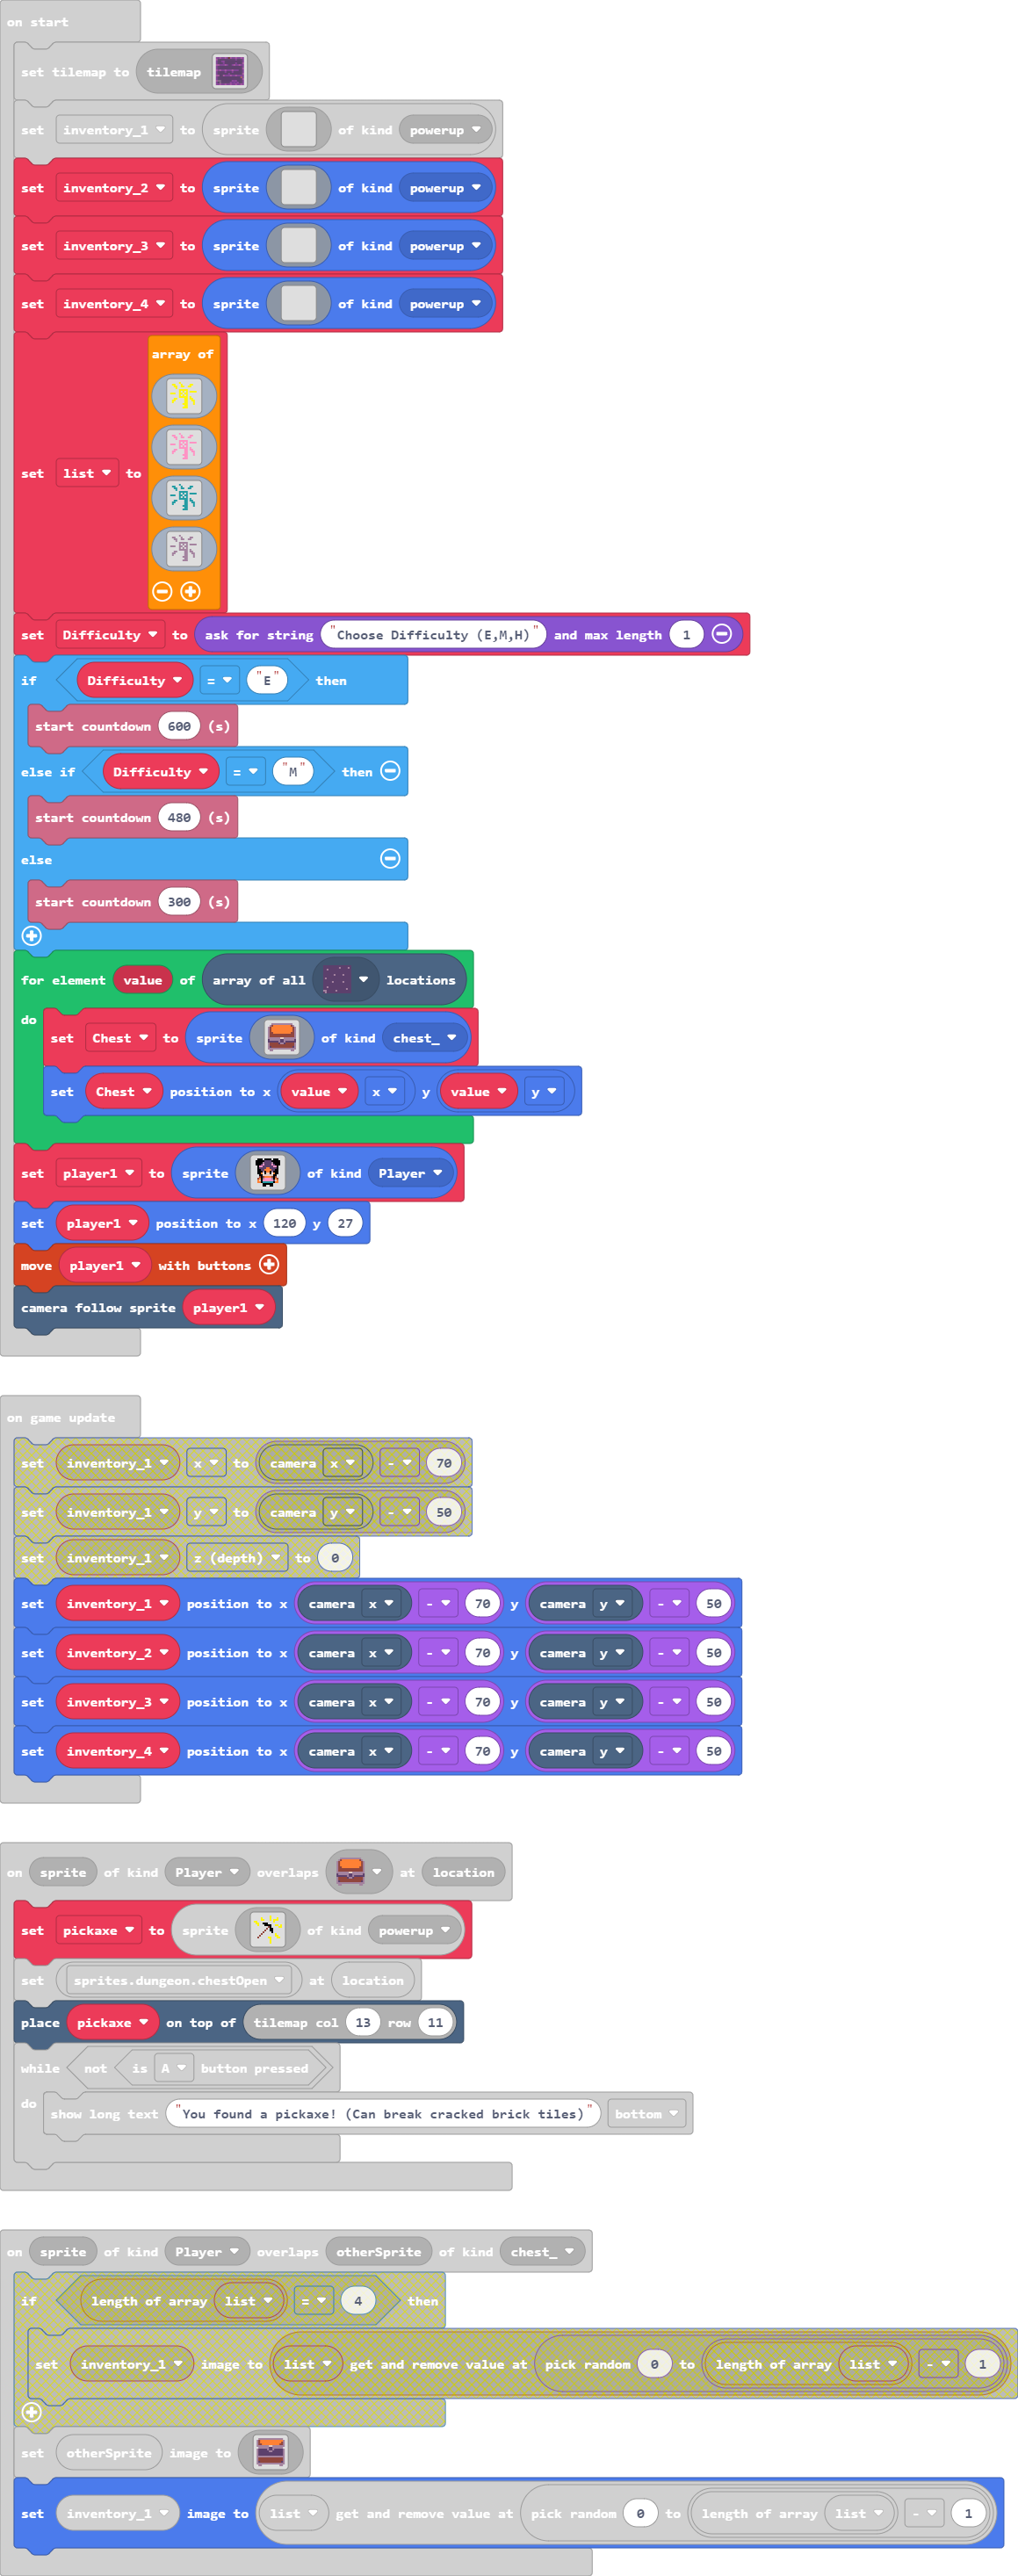 on start
set tilemap to tilemap
set inventory_1 to sprite of kind powerup
set inventory_2 to sprite of kind powerup
set inventory_3 to sprite of kind powerup
set inventory_4 to sprite of kind powerup
array of
set list to
set Difficulty to ask for string "Choose Difficulty (E,M,H)" and max length 1
if Difficulty = "E" then
start countdown 600 (s)
else if Difficulty = "M" then
start countdown 480 (s)
else
start countdown 300 (s)
for element value of array of all locations
do
set Chest to sprite of kind chest_
set Chest position to x value x y value y
set player1 to sprite of kind Player
set player1 position to x 120 y 27
move player1 with buttons
camera follow sprite player1
on game update
set inventory_1 x to camera x - 70
set inventory_1 y to camera y - 50
set inventory_1 z (depth) to 0
set inventory_1 position to x camera x - 70 y camera y - 50
set inventory_2 position to x camera x - 70 y camera y - 50
set inventory_3 position to x camera x - 70 y camera y - 50
set inventory_4 position to x camera x - 70 y camera y - 50
on sprite of kind Player overlaps at location
set pickaxe to sprite of kind powerup
set sprites.dungeon.chestOpen at location
place pickaxe on top of tilemap col 13 row 11
while not is A button pressed
do
show long text "You found a pickaxe! (Can break cracked brick tiles)" bottom
on sprite of kind Player overlaps otherSprite of kind chest_
if length of array list = 4 then
set inventory_1 image to list get and remove value at pick random 0 to length of array list - 1
set otherSprite image to
set inventory_1 image to list get and remove value at pick random 0 to length of array list - 1